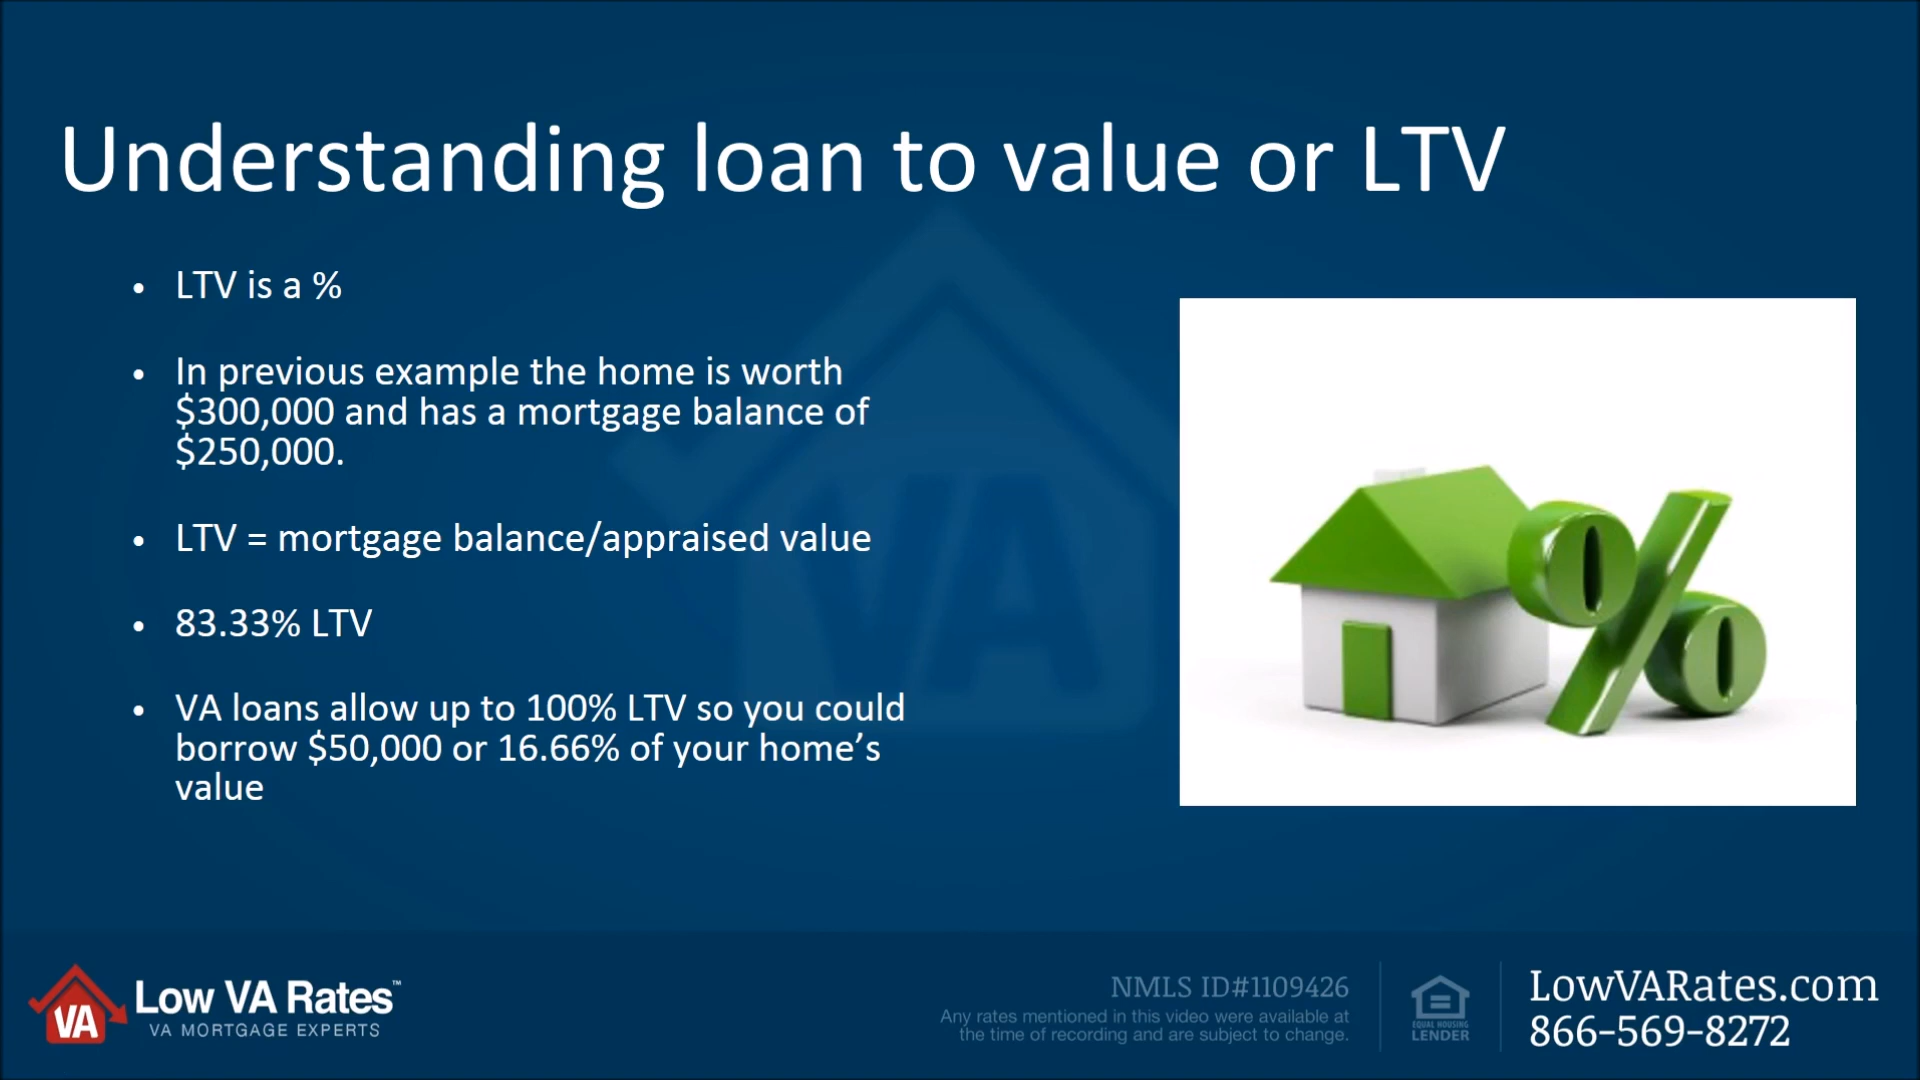 Understanding loan to value or LTV
• LTV is a %
• In previous example the home is worth
$300,000 and has a mortgage balance of
$250,000.
• LTV = mortgage balance/appraised value
• 83.33% LTV
• VA loans allow up to 100% LTV so you could
borrow $50,000 or 16.66% of your home’s
value
VA
%
VA
Low VA Rates™
VA MORTGAGE EXPERTS
NMLS ID#1109426
Any rates mentioned in this video were available at
the time of recording and are subject to change.
EQUAL HOUSING
LENDER
LowVARates.com
866-569-8272